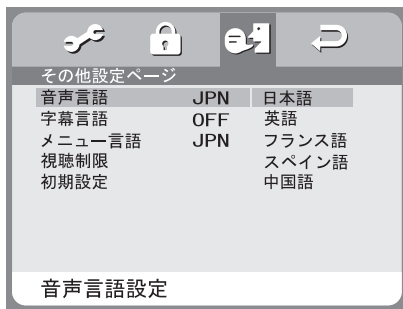 その他設定ページ
音声言語 JPN 日本語
字幕言語 OFF 英語
メニュー言語 JPN フランス語
視聴制限 スペイン語
初期設定 中国語
音声言語設定